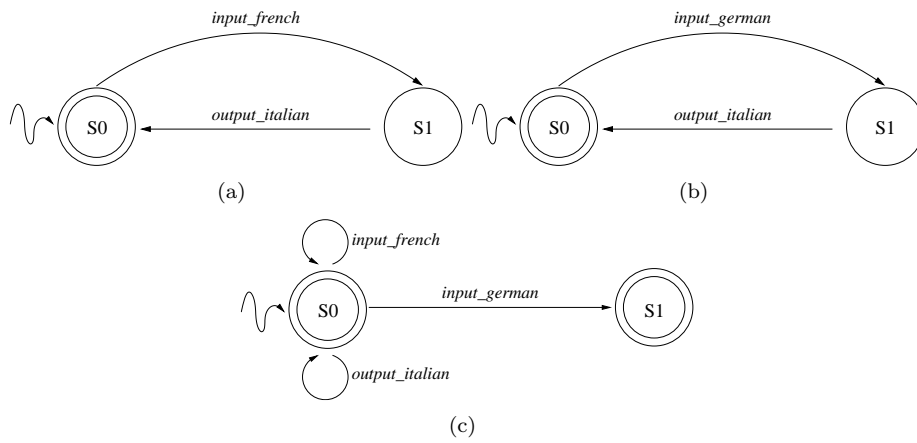 input_french
S0
output_italian
S1
(a)
input_german
S0
output_italian
S1
(b)
input_french
S0
input_german
S1
output_italian
(c)